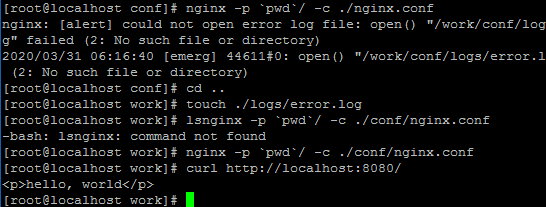 [root@localhost conf]# nginx -p `pwd`/ -c ./nginx.conf
nginx: [alert] could not open error log file: open() "/work/conf/log
g" failed (2: No such file or directory)
2020/03/31 06:16:40 [emerg] 44611#0: open() "/work/conf/logs/error.l
 (2: No such file or directory)
[root@localhost conf]# cd ..
[root@localhost work]# touch ./logs/error.log
[root@localhost work]# lsnginx -p `pwd`/ -c ./conf/nginx.conf
-bash: lsnginx: command not found
[root@localhost work]# nginx -p `pwd`/ -c ./conf/nginx.conf
[root@localhost work]# curl http://localhost:8080/
<p>hello, world</p>
[root@localhost work]#